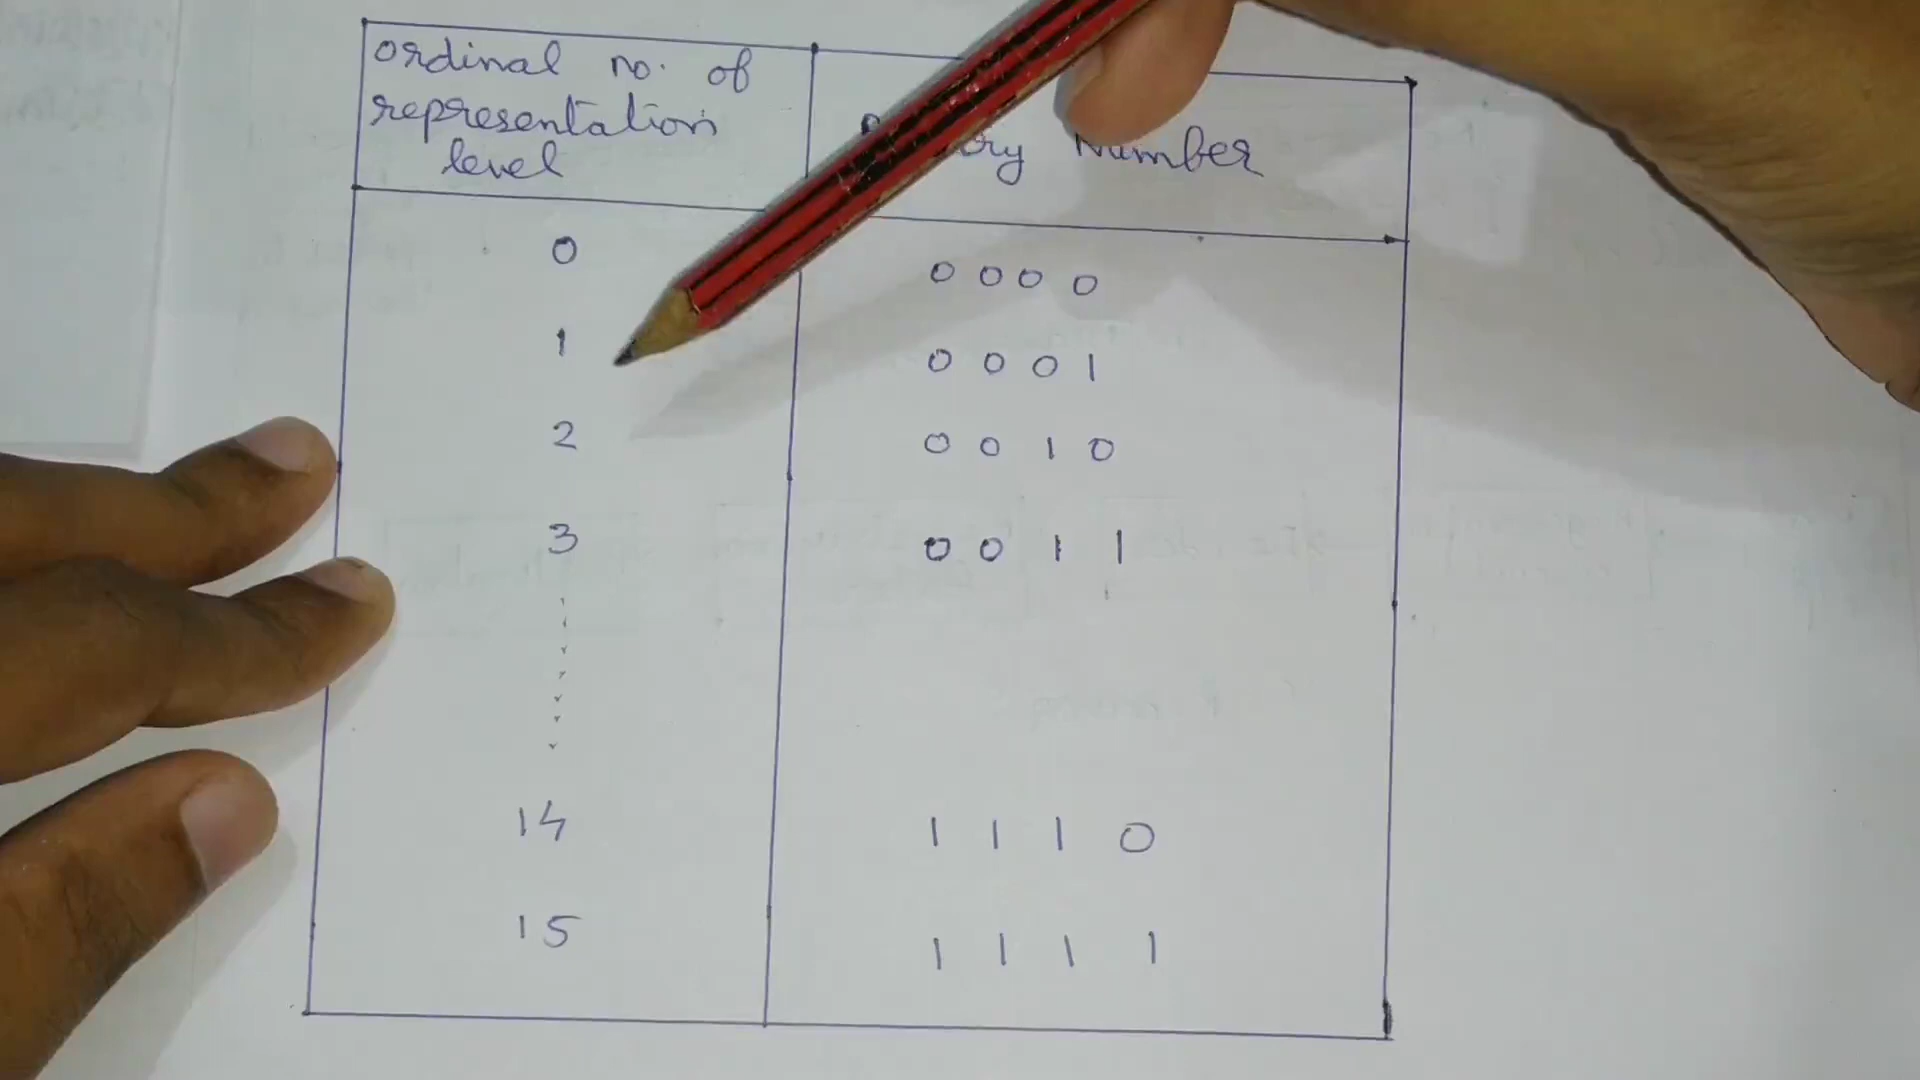 ordinal no. of
representation
level
Number
0
0 0 0 0
1
0 0 0 1
2
0 0 1 0
3
0 0 1 1
14
1 1 1 0
15
1 1 1 1